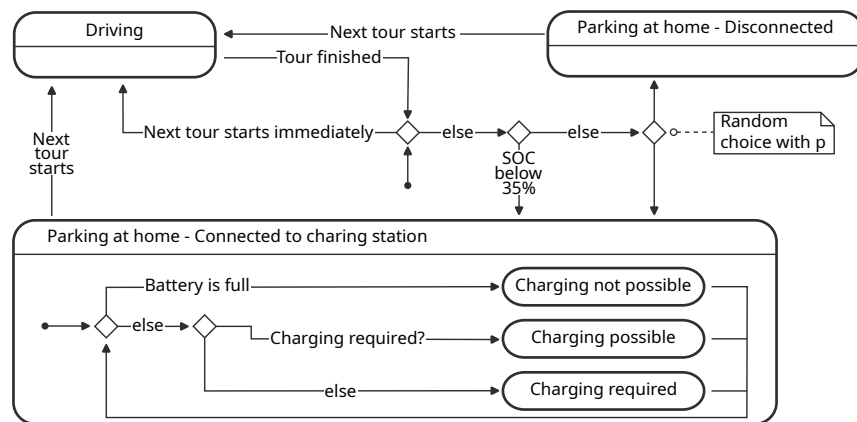 Driving
Next tour starts
Parking at home - Disconnected
Tour finished
Next tour starts immediately
else
else
Random
choice with p
Next
tour
starts
SOC
below
35%
Parking at home - Connected to charing station
Battery is full
Charging not possible
else
Charging required?
Charging possible
else
Charging required